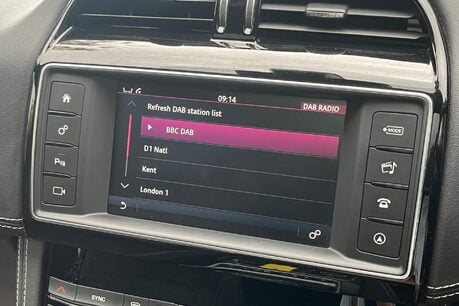 09:14
DAB RADIO
Refresh DAB station list
BBC DAB
D1 Natl
Kent
London 1
MODE
SYNC